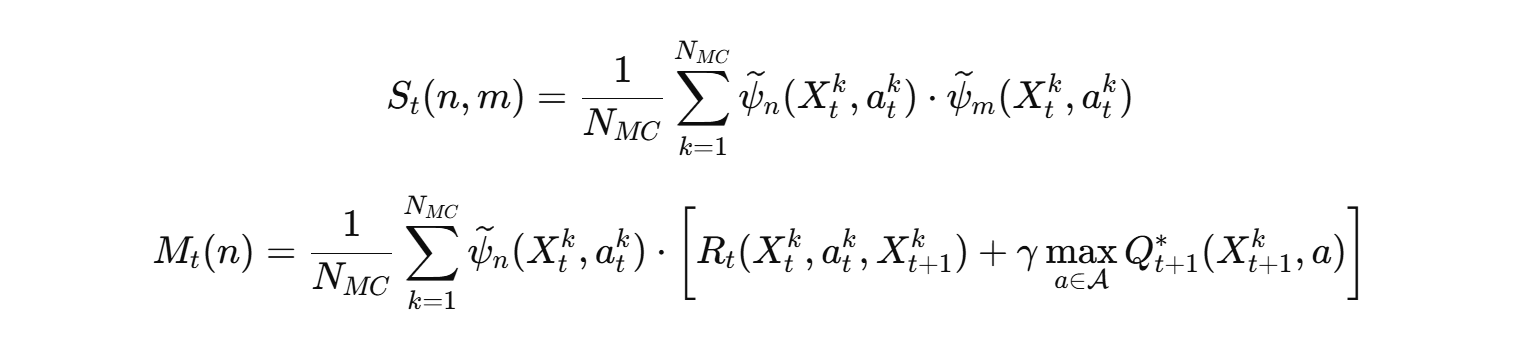 $$S_t(n,m) = \frac{1}{N_{MC}} \sum_{k=1}^{N_{MC}} \widetilde{\psi}_n(X_t^k, a_t^k) \cdot \widetilde{\psi}_m(X_t^k, a_t^k)$$
$$M_t(n) = \frac{1}{N_{MC}} \sum_{k=1}^{N_{MC}} \widetilde{\psi}_n(X_t^k, a_t^k) \cdot \left[ R_t(X_t^k, a_t^k, X_{t+1}^k) + \gamma \max_{a \in \mathcal{A}} Q_{t+1}^*(X_{t+1}^k, a) \right]$$